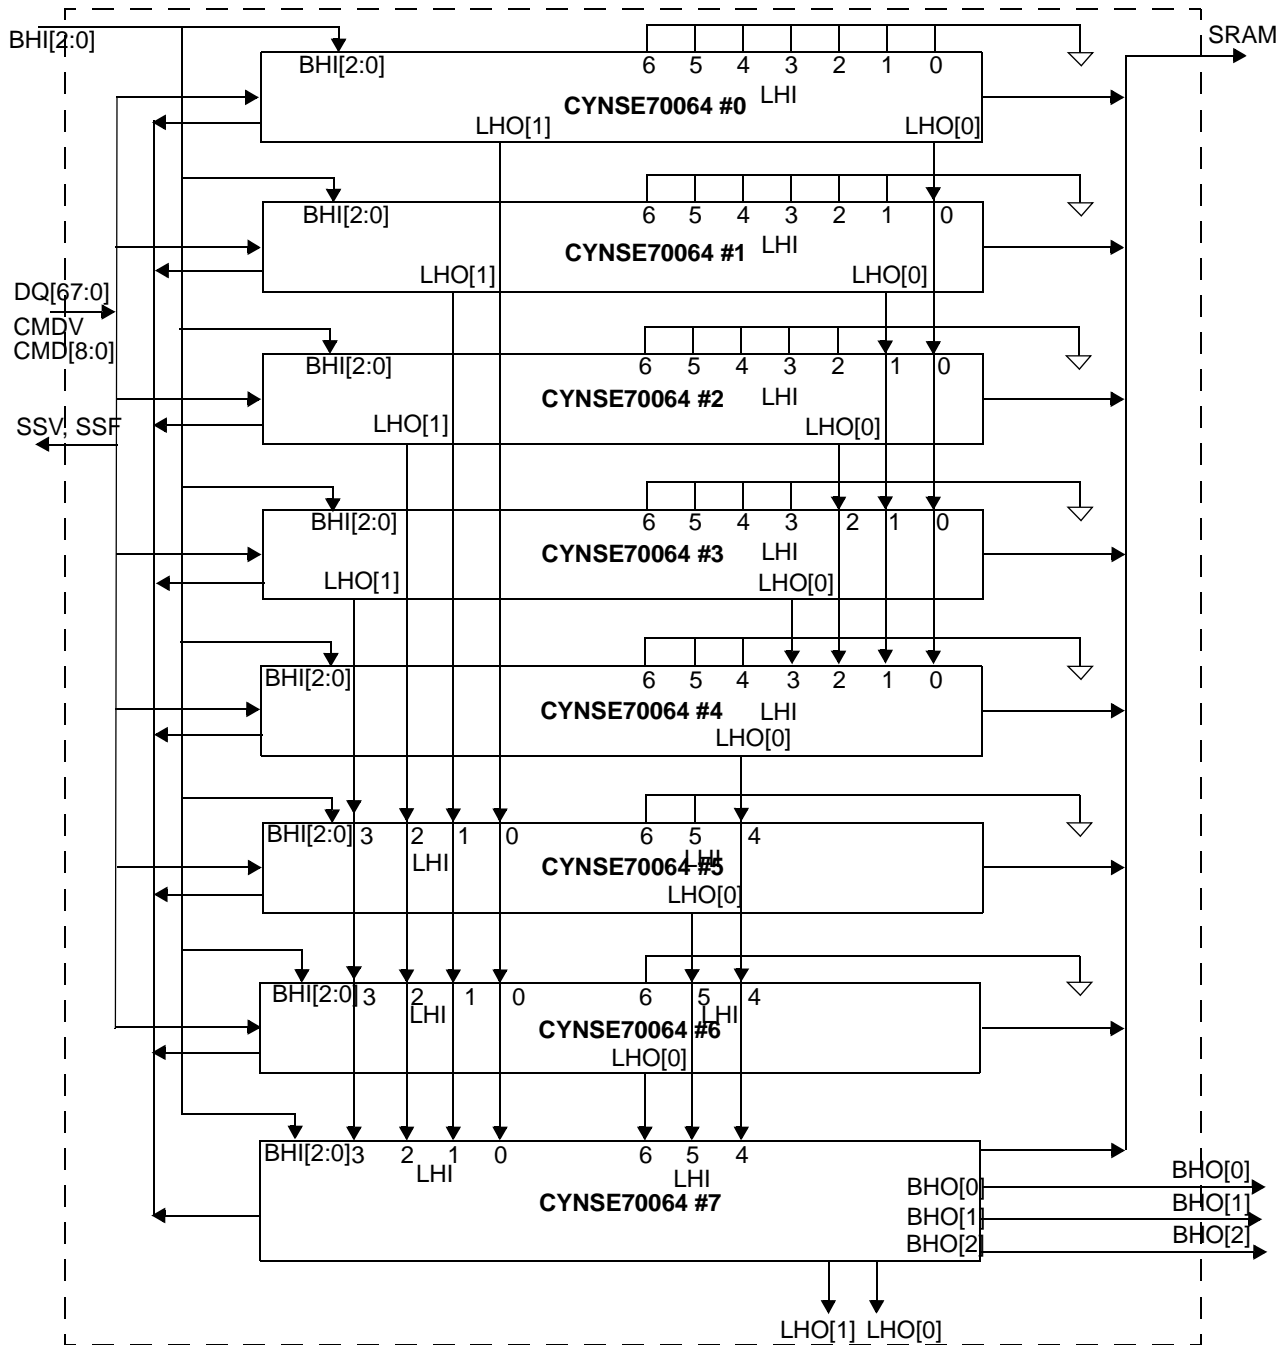 BHI[2:0]
SRAM
BHI[2:0]
6 5 4 3 2 1 0
LHI
CYNSE70064 #0
LHO[1]
LHO[0]
BHI[2:0]
6 5 4 3 2 1 0
LHI
CYNSE70064 #1
LHO[1]
LHO[0]
DQ[67:0]
CMDV
CMD[8:0]
BHI[2:0]
6 5 4 3 2 1 0
LHI
CYNSE70064 #2
LHO[1]
LHO[0]
SSV, SSF
BHI[2:0]
6 5 4 3 2 1 0
LHI
CYNSE70064 #3
LHO[1]
LHO[0]
BHI[2:0]
6 5 4 3 2 1 0
LHI
CYNSE70064 #4
LHO[0]
BHI[2:0] 3 2 1 0 6 5 4
LHI
LHI
CYNSE70064 #5
LHO[0]
BHI[2:0] 3 2 1 0 6 5 4
LHI
LHI
CYNSE70064 #6
LHO[0]
BHI[2:0] 3 2 1 0 6 5 4
LHI
LHI
CYNSE70064 #7
BHO[0]
BHO[1]
BHO[2]
BHO[0]
BHO[1]
BHO[2]
LHO[1] LHO[0]